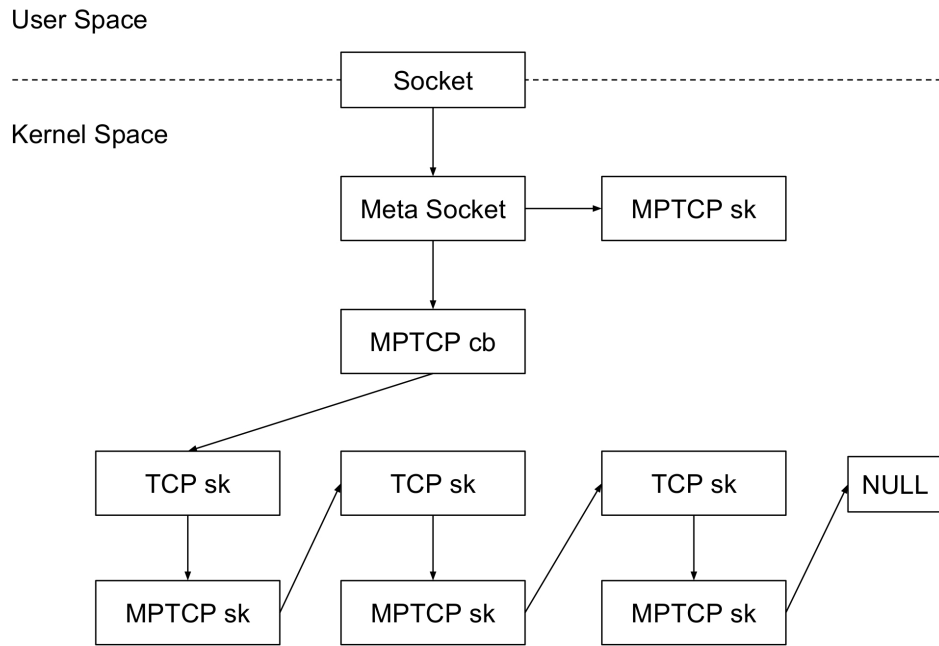 User Space
Socket
Kernel Space
Meta Socket
MPTCP sk
MPTCP cb
TCP sk
TCP sk
TCP sk
NULL
MPTCP sk
MPTCP sk
MPTCP sk